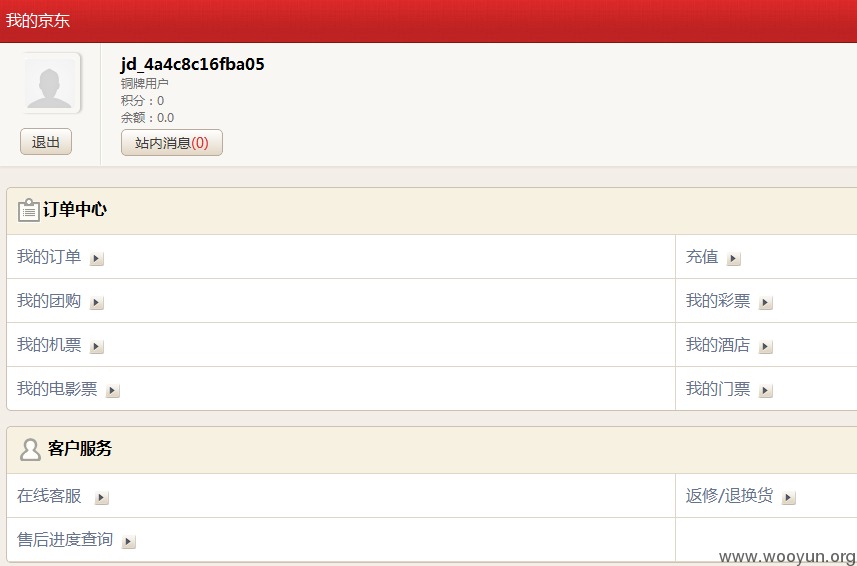 我的京东
jd_4a4c8c16fba05
铜牌用户
积分：0
余额：0.0
退出
站内消息(0)
订单中心
我的订单
充值
我的团购
我的彩票
我的机票
我的酒店
我的电影票
我的门票
客户服务
在线客服
返修/退换货
售后进度查询
www.wooyun.org